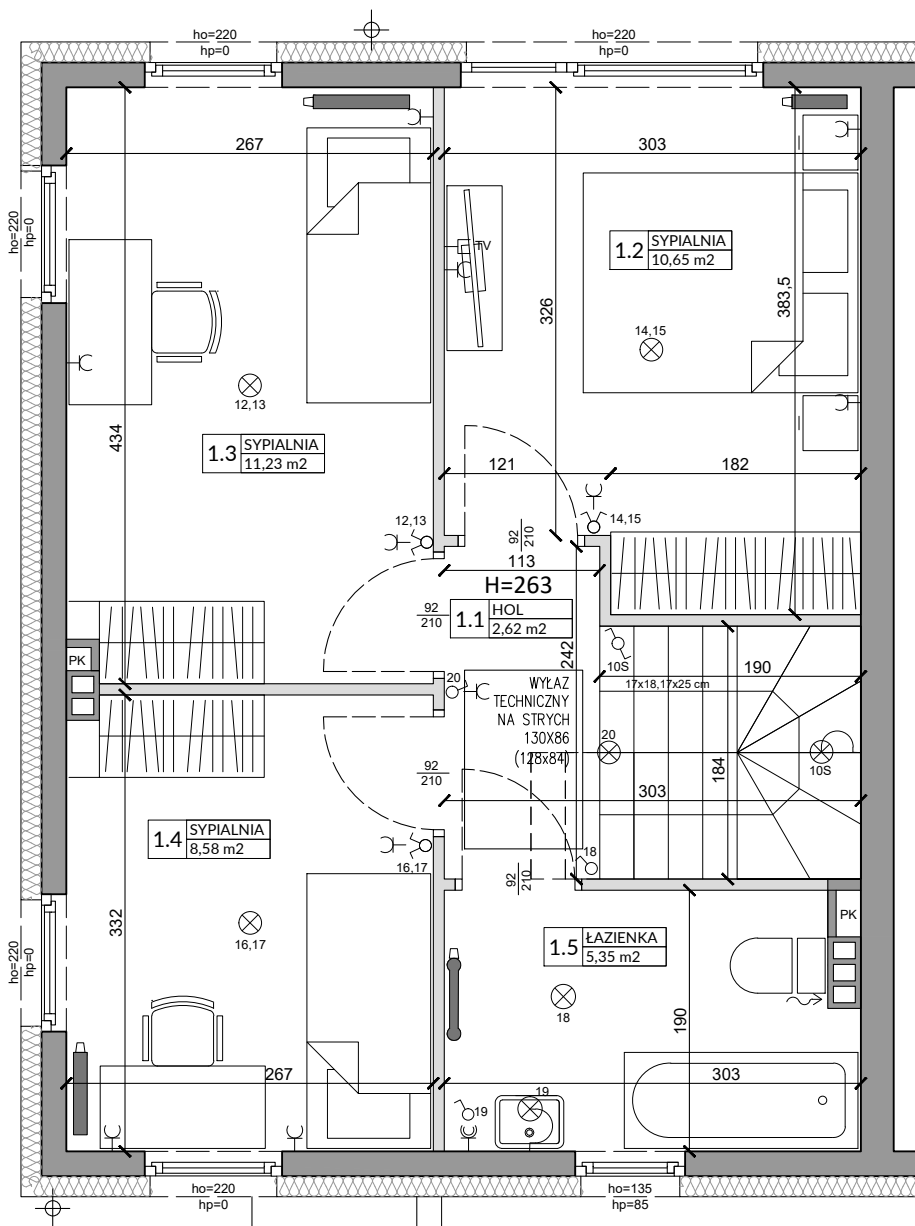 ho=220
hp=0
ho=220
hp=0
267
303
ho=220
hp=0
TV
1.2
SYPIALNIA
10,65 m2
326
383,5
14,15
12,13
434
1.3
SYPIALNIA
11,23 m2
121
182
12,13
92
210
14,15
113
H=263
92
210
1.1
HOL
2,62 m2
242
10S
PK
20
190
17x18,17x25 cm
WYŁAZ
TECHNICZNY
NA STRYCH
130X86
(128x84)
20
10S
92
210
184
303
1.4
SYPIALNIA
8,58 m2
16,17
18
92
210
332
16,17
PK
1.5
ŁAZIENKA
5,35 m2
ho=220
hp=0
18
190
267
303
19
19
ho=220
hp=0
ho=135
hp=85